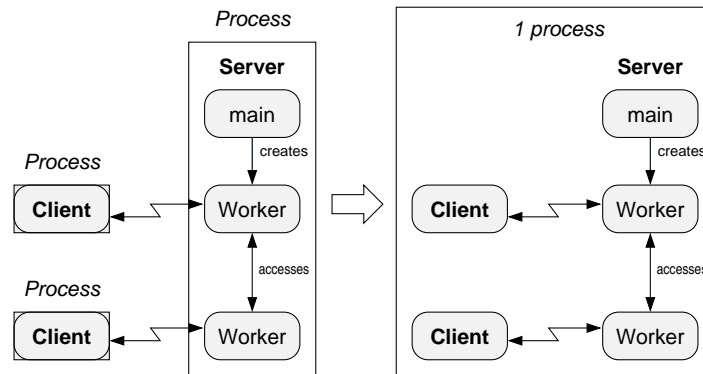 Process
1 process
Server
Server
main
main
creates
creates
Process
Client
Worker
Client
Worker
accesses
accesses
Process
Client
Worker
Client
Worker